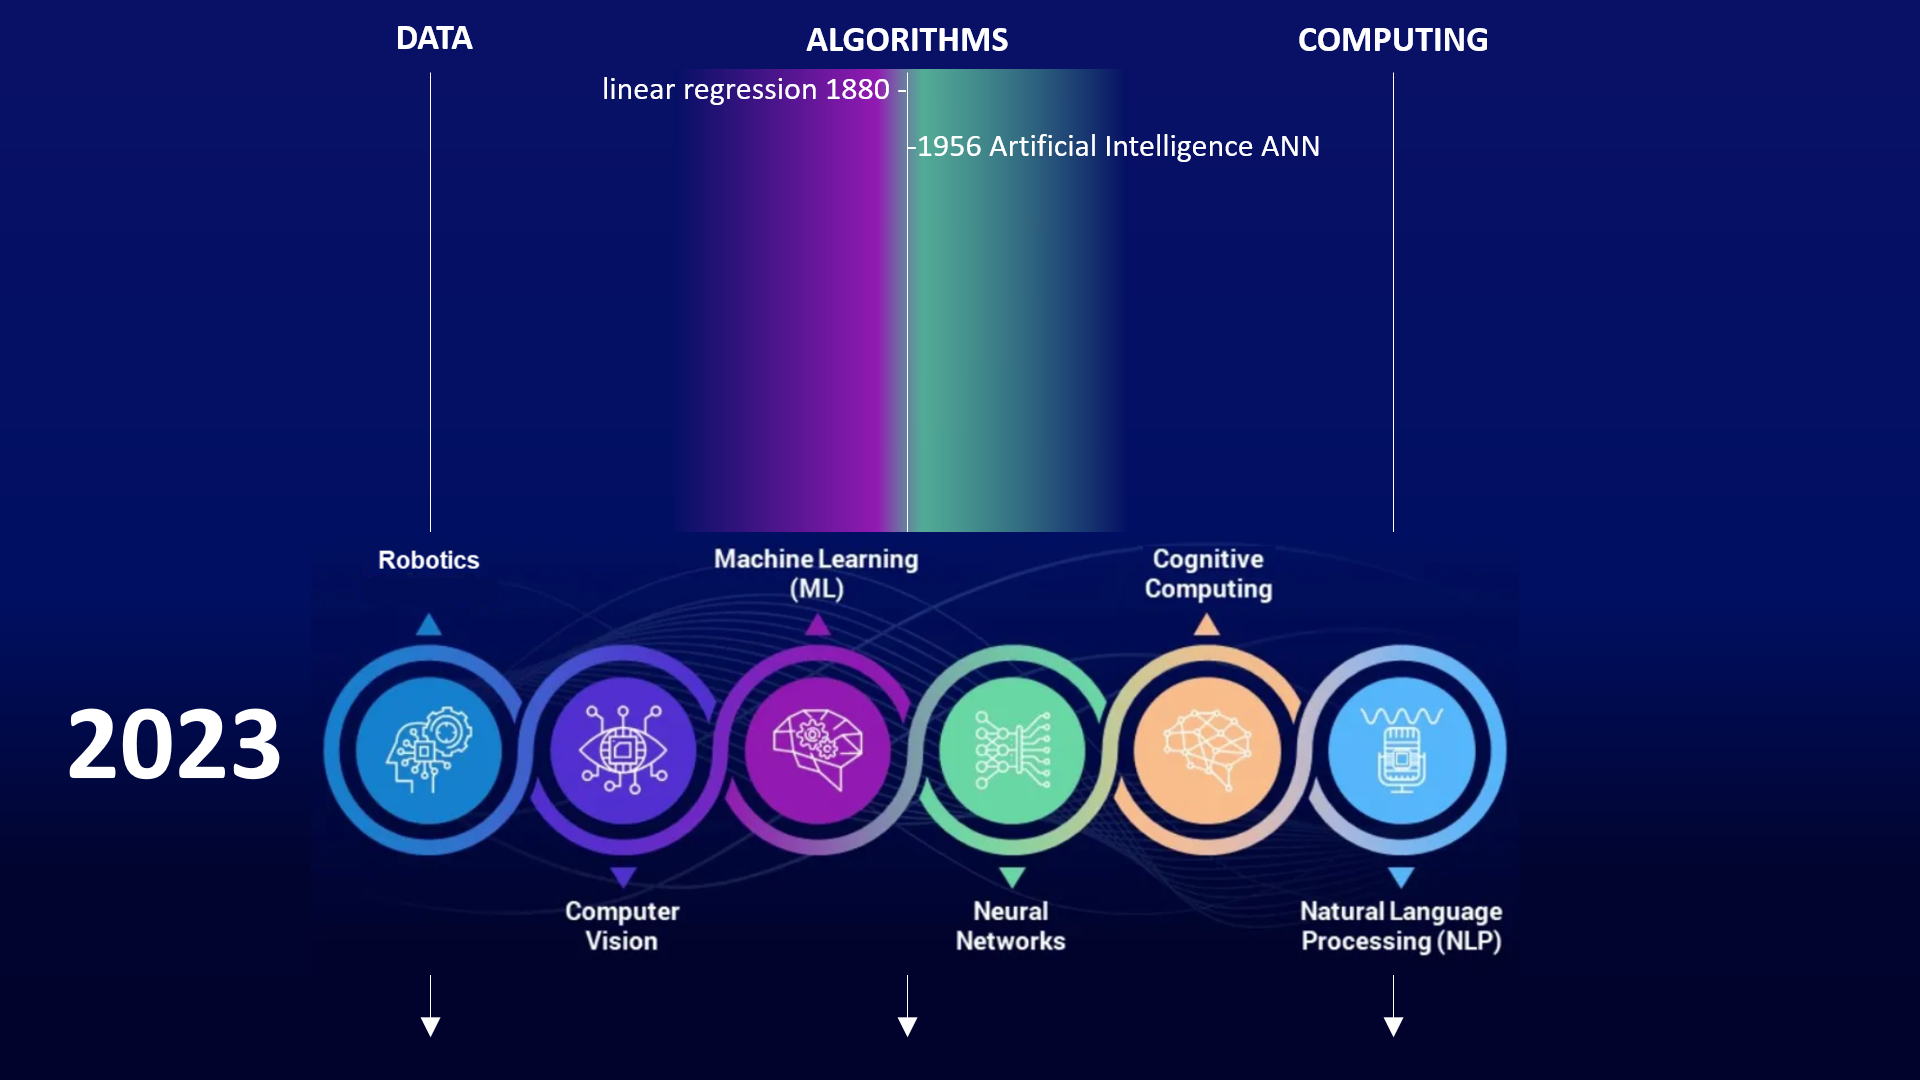 DATA
ALGORITHMS
COMPUTING
linear regression 1880 -
-1956 Artificial Intelligence ANN
Robotics
Machine Learning
(ML)
Cognitive
Computing
2023
Computer
Vision
Neural
Networks
Natural Language
Processing (NLP)